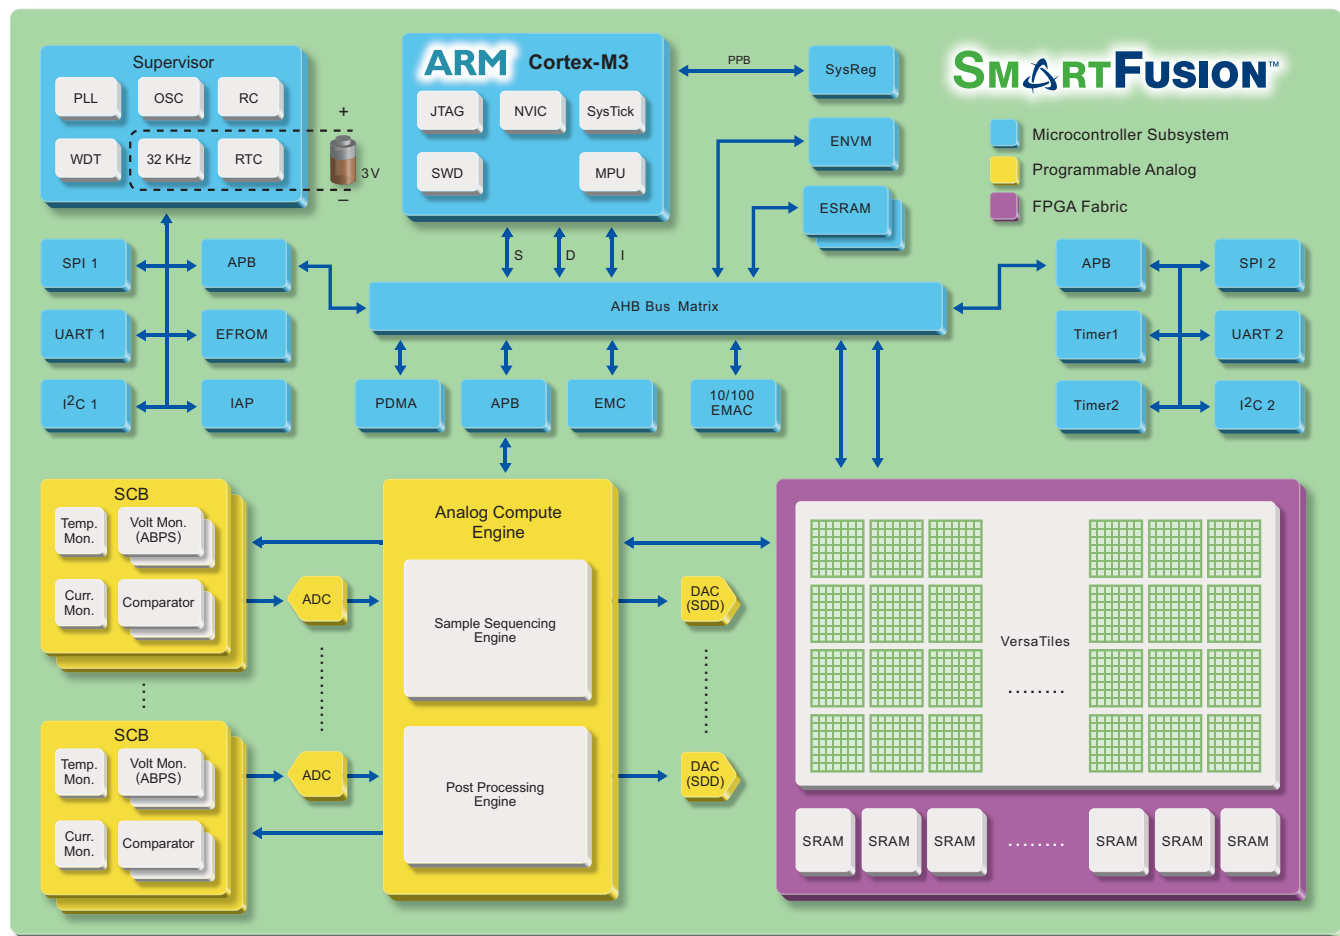 Supervisor
PLL
OSC
RC
WDT
32 KHz
RTC
+
3V
–
ARM Cortex-M3
JTAG
NVIC
SysTick
SWD
MPU
PPB
SysReg
ENVM
ESRAM
SMARTFUSION™
Microcontroller Subsystem
Programmable Analog
FPGA Fabric
S
D
I
SPI 1
APB
UART 1
EFROM
I²C 1
IAP
AHB Bus Matrix
PDMA
APB
EMC
10/100
EMAC
APB
SPI 2
Timer1
UART 2
Timer2
I²C 2
SCB
Temp.
Mon.
Volt Mon.
(ABPS)
Curr.
Mon.
Comparator
ADC
SCB
Temp.
Mon.
Volt Mon.
(ABPS)
Curr.
Mon.
Comparator
ADC
Analog Compute
Engine
Sample Sequencing
Engine
Post Processing
Engine
DAC
(SDD)
DAC
(SDD)
VersaTiles
........
SRAM
SRAM
SRAM
........
SRAM
SRAM
SRAM